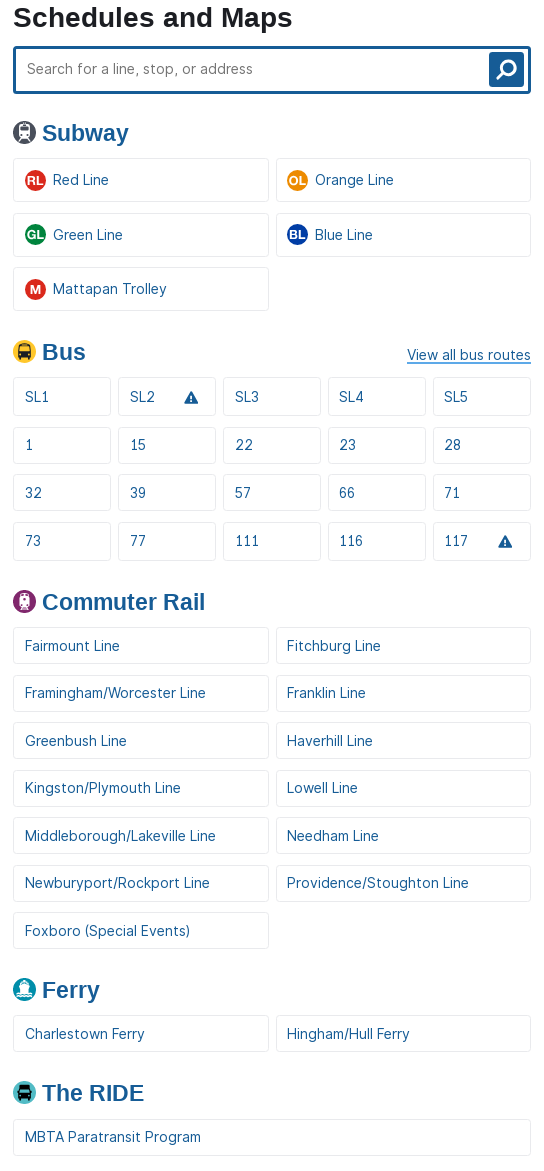 Schedules and Maps
Search for a line, stop, or address
Subway
RL Red Line
OL Orange Line
GL Green Line
BL Blue Line
M Mattapan Trolley
Bus
View all bus routes
SL1
SL2
SL3
SL4
SL5
1
15
22
23
28
32
39
57
66
71
73
77
111
116
117
Commuter Rail
Fairmount Line
Fitchburg Line
Framingham/Worcester Line
Franklin Line
Greenbush Line
Haverhill Line
Kingston/Plymouth Line
Lowell Line
Middleborough/Lakeville Line
Needham Line
Newburyport/Rockport Line
Providence/Stoughton Line
Foxboro (Special Events)
Ferry
Charlestown Ferry
Hingham/Hull Ferry
The RIDE
MBTA Paratransit Program